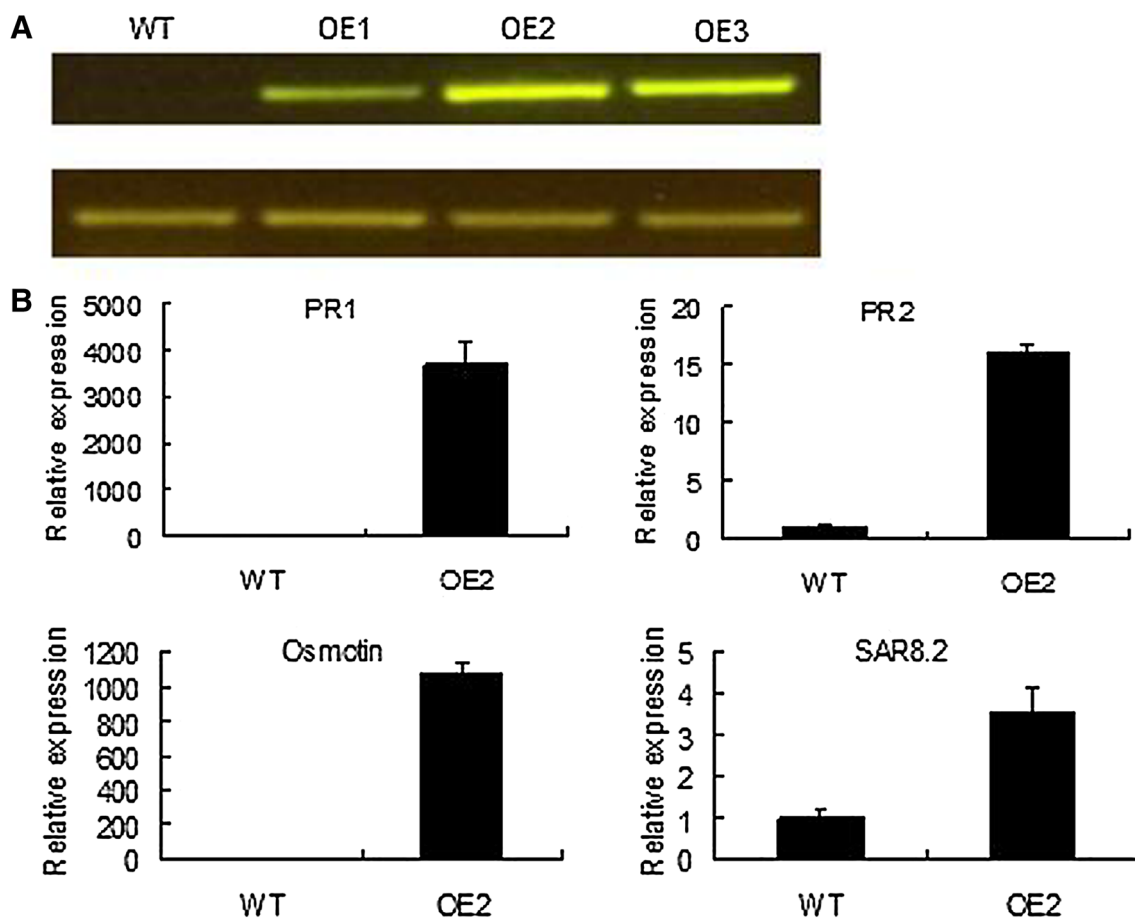 A
WT OE1 OE2 OE3
B
PR1
Relative expression
5000
4000
3000
2000
1000
0
WT OE2
PR2
Relative expression
20
15
10
5
0
WT OE2
Osmotin
Relative expression
1200
1000
800
600
400
200
0
WT OE2
SAR8.2
Relative expression
5
4
3
2
1
0
WT OE2